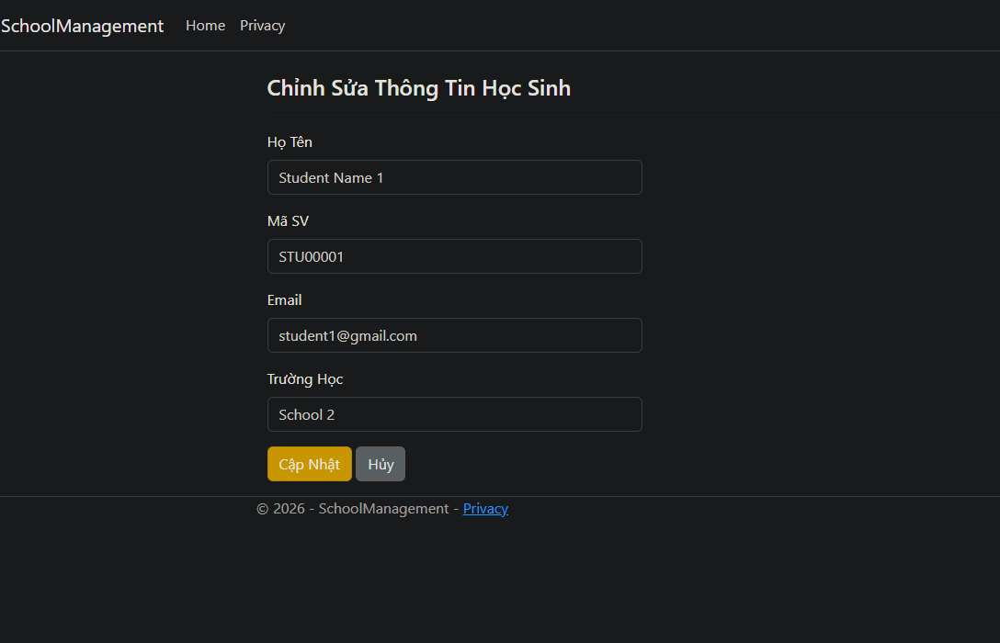 SchoolManagement Home Privacy
Chỉnh Sửa Thông Tin Học Sinh
Họ Tên
Student Name 1
Mã SV
STU00001
Email
student1@gmail.com
Trường Học
School 2
Cập Nhật Hủy
© 2026 - SchoolManagement - Privacy